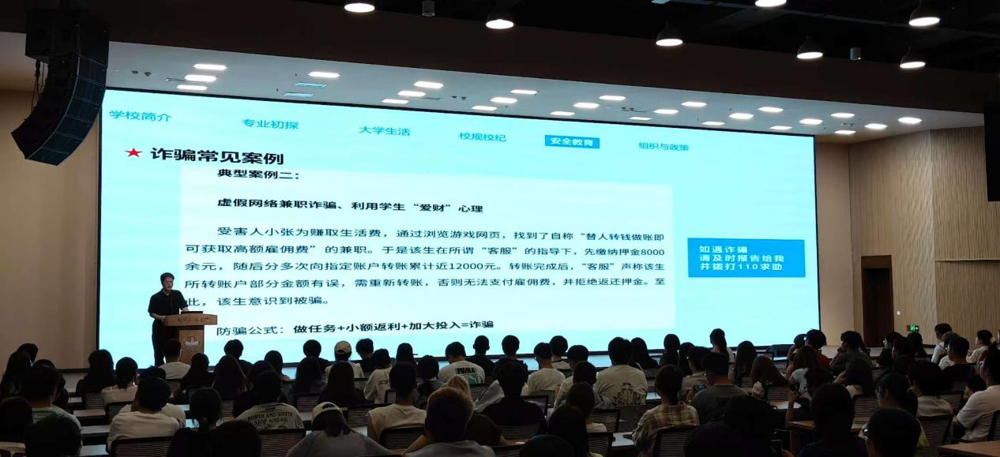 学校简介
专业初探
大学生活
校规校纪
安全教育
组织与政策
★ 诈骗常见案例
典型案例二：
虚假网络兼职诈骗、利用学生“爱财”心理
受害人小张为赚取生活费，通过浏览游戏网页，找到了自称“替人转钱做账即
可获取高额雇佣费”的兼职。于是该生在所谓“客服”的指导下，先缴纳押金8000
余元，随后分多次向指定账户转账累计近12000元。转账完成后，“客服”声称该生
所转账户部分金额有误，需重新转账，否则无法支付雇佣费，并拒绝返还押金。至
此，该生意识到被骗。
防骗公式：做任务+小额返利+加大投入=诈骗
如遇诈骗
请及时报告给我
并拨打110求助
PUMA
NORTH AND SOUTH
STOP AND GO